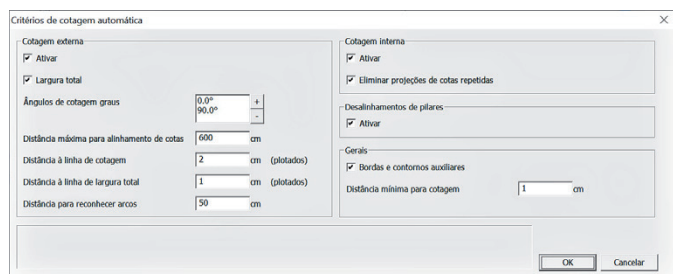 Critérios de cotagem automática
Cotagem externa
Ativar
Largura total
Ângulos de cotagem graus
0.0°
90.0°
+
-
Distância máxima para alinhamento de cotas 600 cm
Distância à linha de cotagem 2 cm (plotados)
Distância à linha de largura total 1 cm (plotados)
Distância para reconhecer arcos 50 cm
Cotagem interna
Ativar
Eliminar projeções de cotas repetidas
Desalinhamentos de pilares
Ativar
Gerais
Bordas e contornos auxiliares
Distância mínima para cotagem 1 cm
OK Cancelar